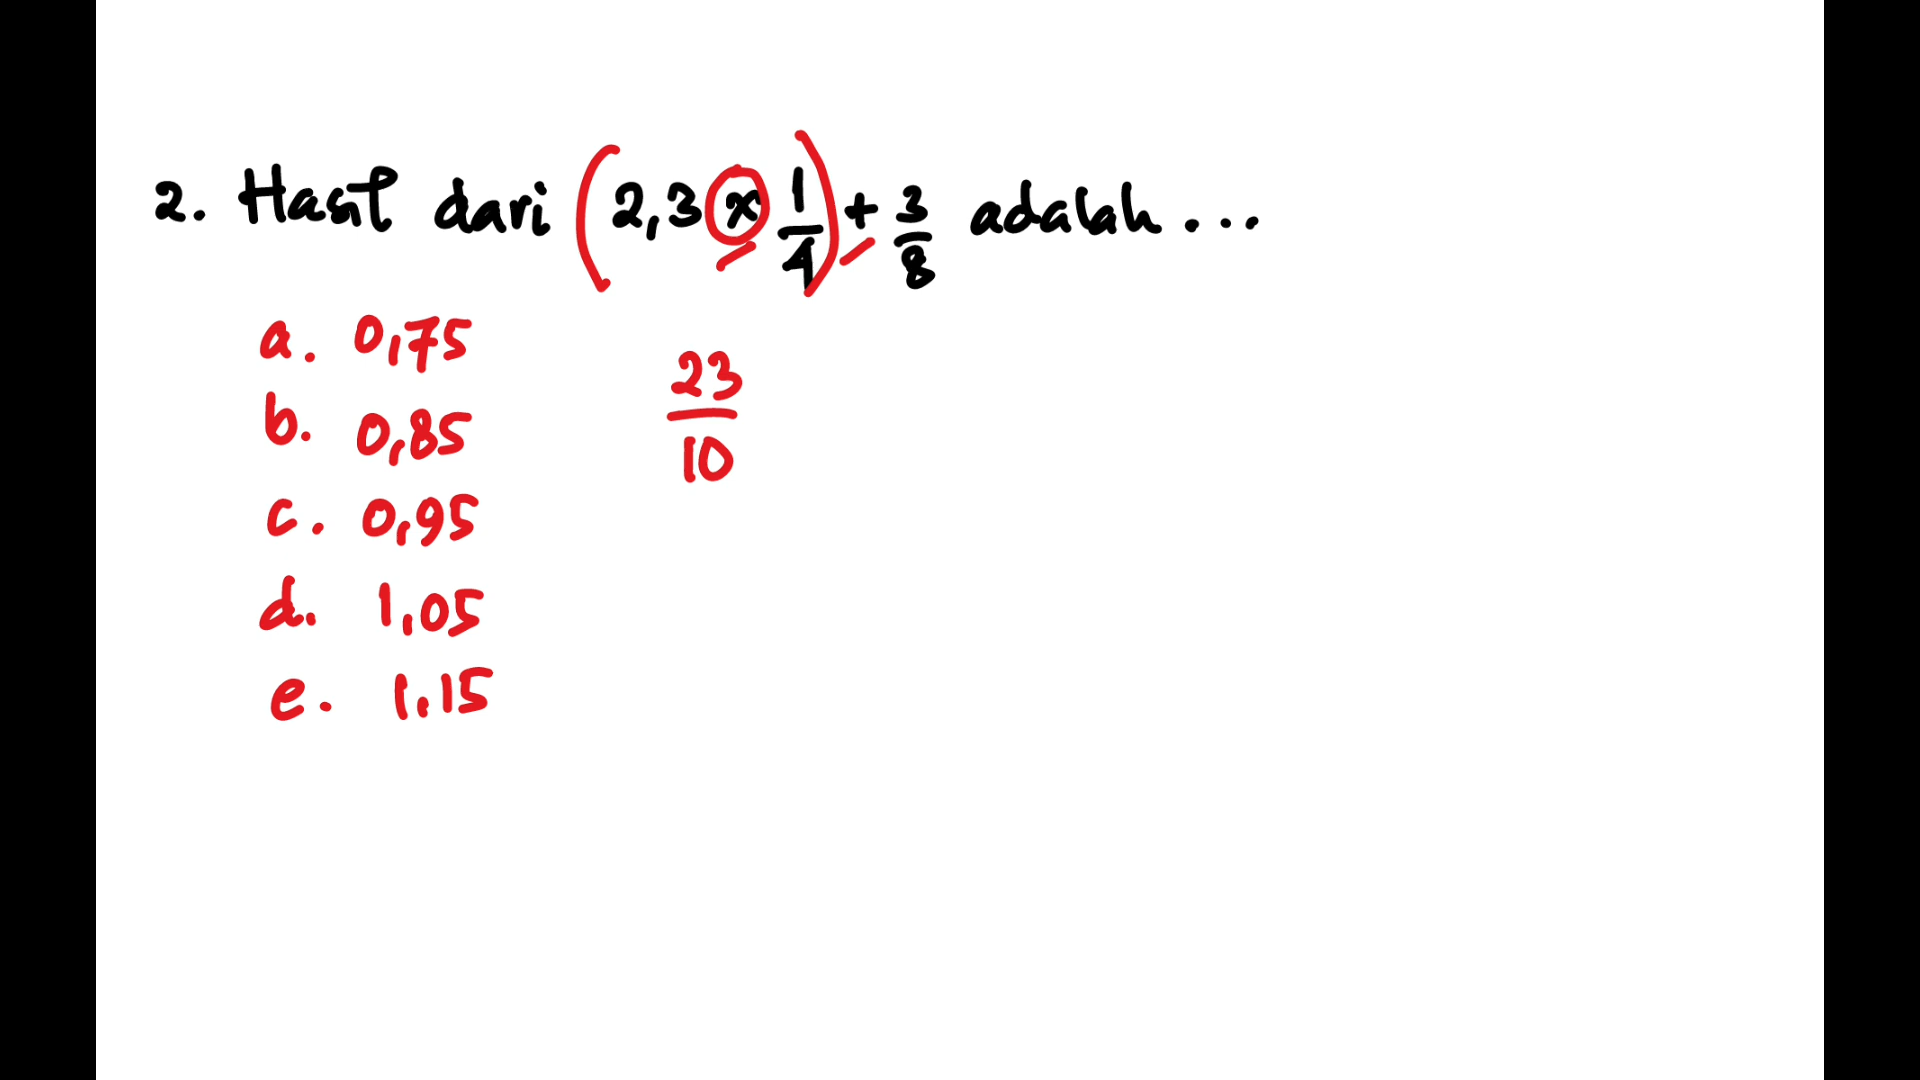 2. Hasil dari (2,3 x 1/4) + 3/8 adalah ...
a. 0,75
b. 0,85
c. 0,95
d. 1,05
e. 1,15
23/10